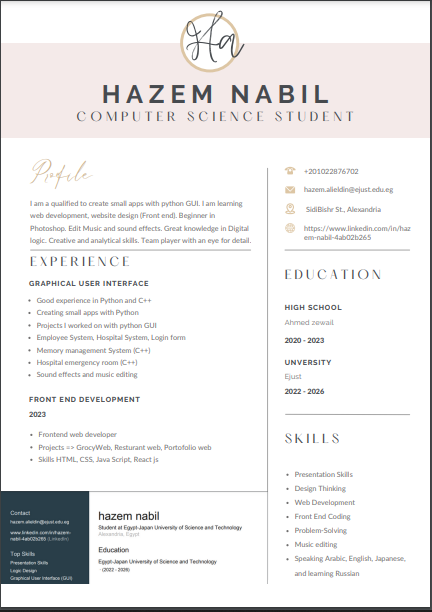 Ha
HAZEM NABIL
COMPUTER SCIENCE STUDENT
Profile
I am a qualified to create small apps with python GUI. I am learning
web development, website design (Front end). Beginner in
Photoshop. Edit Music and sound effects. Great knowledge in Digital
logic. Creative and analytical skills. Team player with an eye for detail.
EXPERIENCE
GRAPHICAL USER INTERFACE
• Good experience in Python and C++
• Creating small apps with Python
• Projects I worked on with python GUI
• Employee System, Hospital System, Login form
• Memory management System (C++)
• Hospital emergency room (C++)
• Sound effects and music editing
FRONT END DEVELOPMENT
2023
• Frontend web developer
• Projects => GrocyWeb, Resturant web, Portofolio web
• Skills HTML, CSS, Java Script, React js
+201022876702
hazem.alieldin@ejust.edu.eg
SidiBishr St., Alexandria
https://www.linkedin.com/in/haz
em-nabil-4ab02b265
EDUCATION
HIGH SCHOOL
Ahmed zewail
2020 - 2023
UNVERSITY
Ejust
2022 - 2026
SKILLS
• Presentation Skills
• Design Thinking
• Web Development
• Front End Coding
• Problem-Solving
• Music editing
• Speaking Arabic, English, Japanese,
and learning Russian
Contact
hazem.alieldin@ejust.edu.eg
www.linkedin.com/in/hazem-
nabil-4ab02b265 (LinkedIn)
Top Skills
Presentation Skills
Logic Design
Graphical User Interface (GUI)
hazem nabil
Student at Egypt-Japan University of Science and Technology
Alexandria, Egypt
Education
Egypt-Japan University of Science and Technology
· (2022 - 2026)